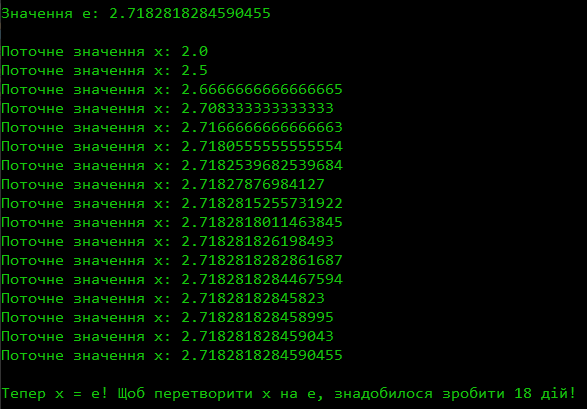 Значення e: 2.7182818284590455
Поточне значення x: 2.0
Поточне значення x: 2.5
Поточне значення x: 2.6666666666666665
Поточне значення x: 2.708333333333333
Поточне значення x: 2.7166666666666663
Поточне значення x: 2.7180555555555554
Поточне значення x: 2.7182539682539684
Поточне значення x: 2.71827876984127
Поточне значення x: 2.7182815255731922
Поточне значення x: 2.7182818011463845
Поточне значення x: 2.718281826198493
Поточне значення x: 2.7182818282861687
Поточне значення x: 2.7182818284467594
Поточне значення x: 2.71828182845823
Поточне значення x: 2.718281828458995
Поточне значення x: 2.718281828459043
Поточне значення x: 2.7182818284590455
Тепер x = e! Щоб перетворити x на e, знадобилося зробити 18 дій!